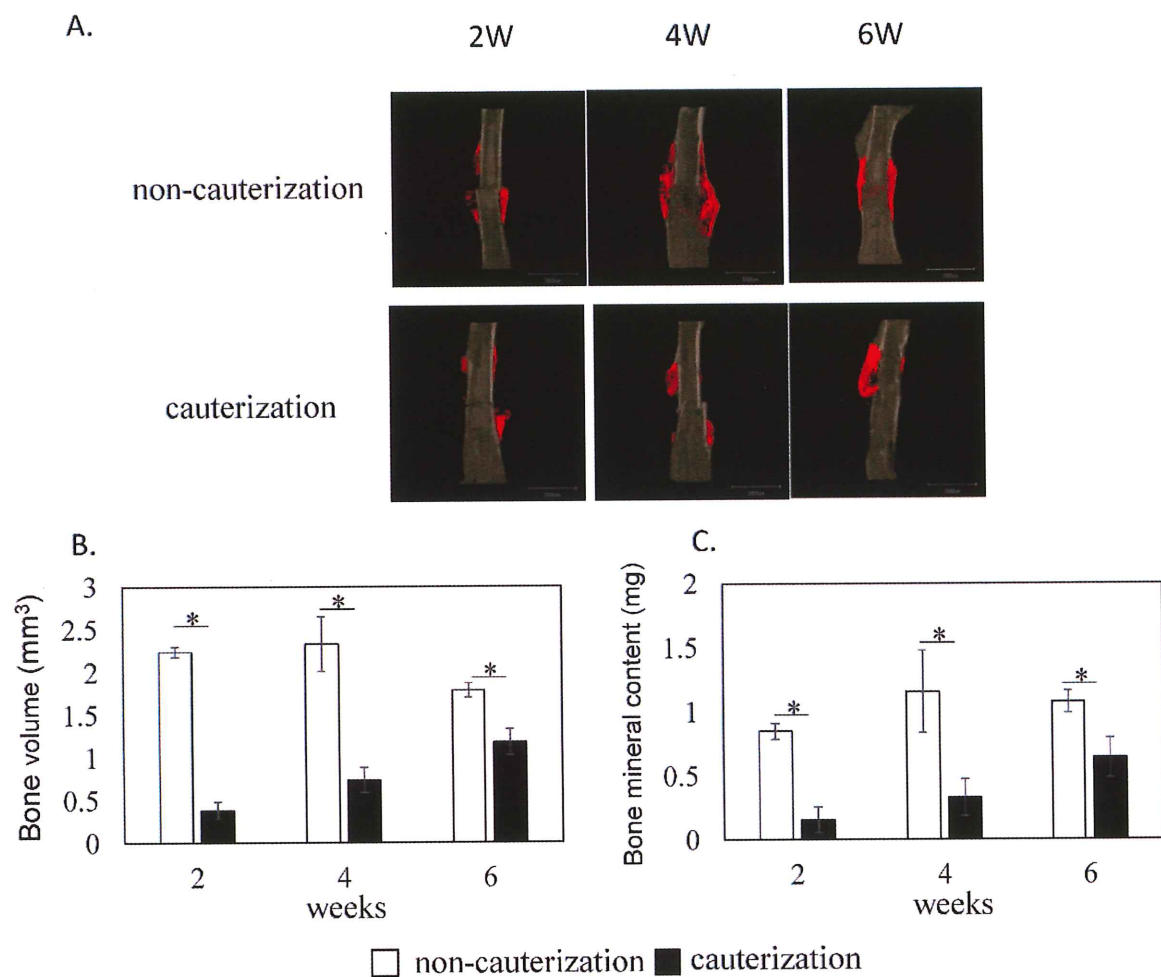 A.
2W 4W 6W
non-cauterization
cauterization
B.
Bone volume (mm³)
3
2.5
2
1.5
1
0.5
0
*
*
*
2 4 6
weeks
C.
Bone mineral content (mg)
2
1.5
1
0.5
0
*
*
*
2 4 6
weeks
non-cauterization cauterization